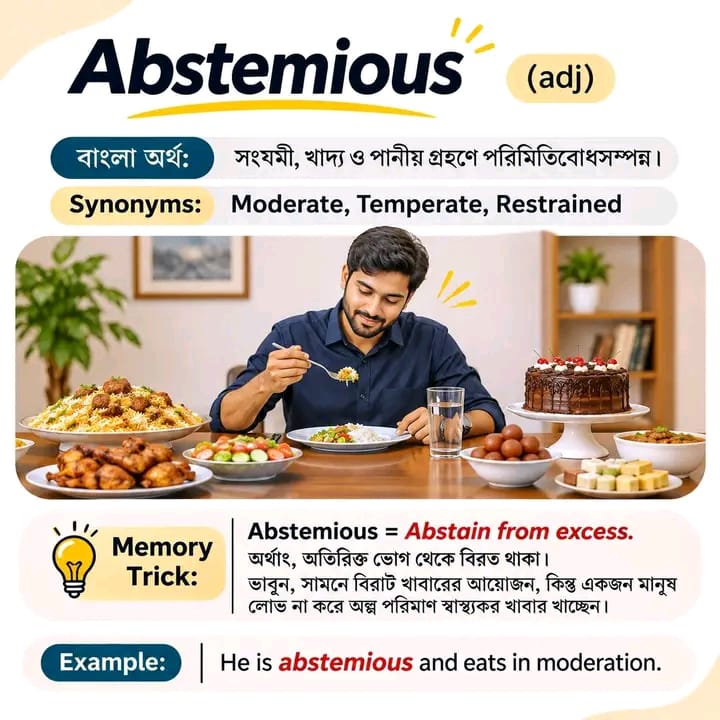 Abstemious (adj)
বাংলা অর্থ: সংযমী, খাদ্য ও পানীয় গ্রহণে পরিমিতিবোধসম্পন্ন।
Synonyms: Moderate, Temperate, Restrained
Memory Trick:
Abstemious = Abstain from excess.
অর্থাৎ, অতিরিক্ত ভোগ থেকে বিরত থাকা।
ভাবুন, সামনে বিরাট খাবারের আয়োজন, কিন্তু একজন মানুষ
লোভ না করে অল্প পরিমাণ স্বাস্থ্যকর খাবার খাচ্ছেন।
Example: He is abstemious and eats in moderation.